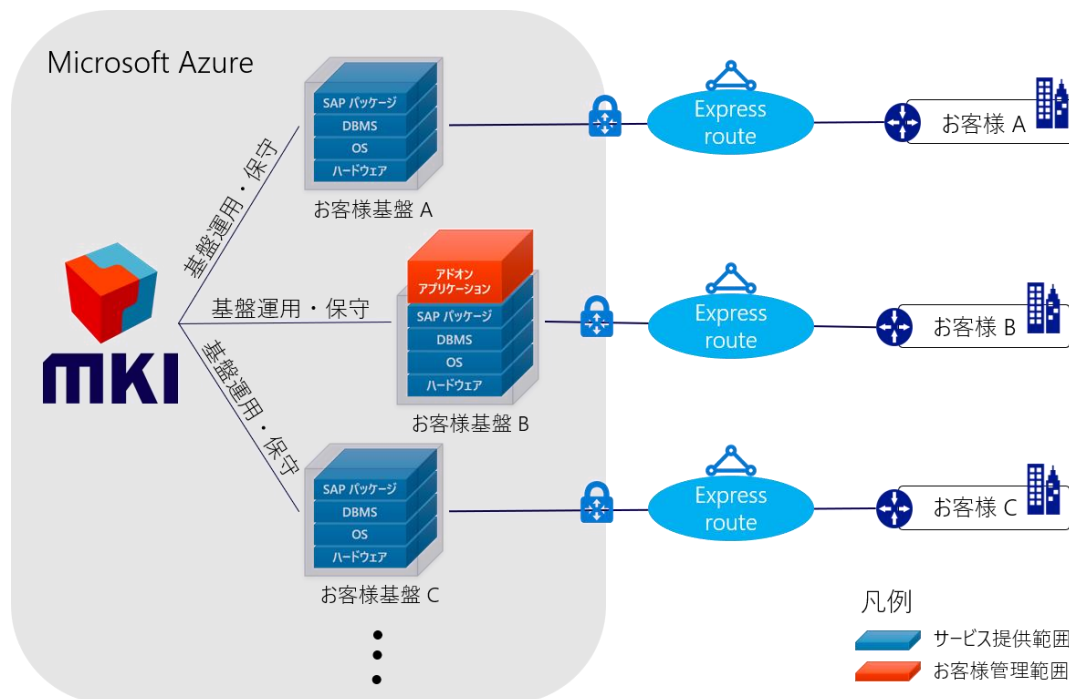 Microsoft Azure
SAP パッケージ
DBMS
OS
ハードウェア
お客様基盤 A
Express
route
お客様 A
基盤運用・保守
アドオン
アプリケーション
SAP パッケージ
DBMS
OS
ハードウェア
お客様基盤 B
Express
route
お客様 B
基盤運用・保守
mKI
基盤運用・保守
SAP パッケージ
DBMS
OS
ハードウェア
お客様基盤 C
Express
route
お客様 C
凡例
サービス提供範囲
お客様管理範囲